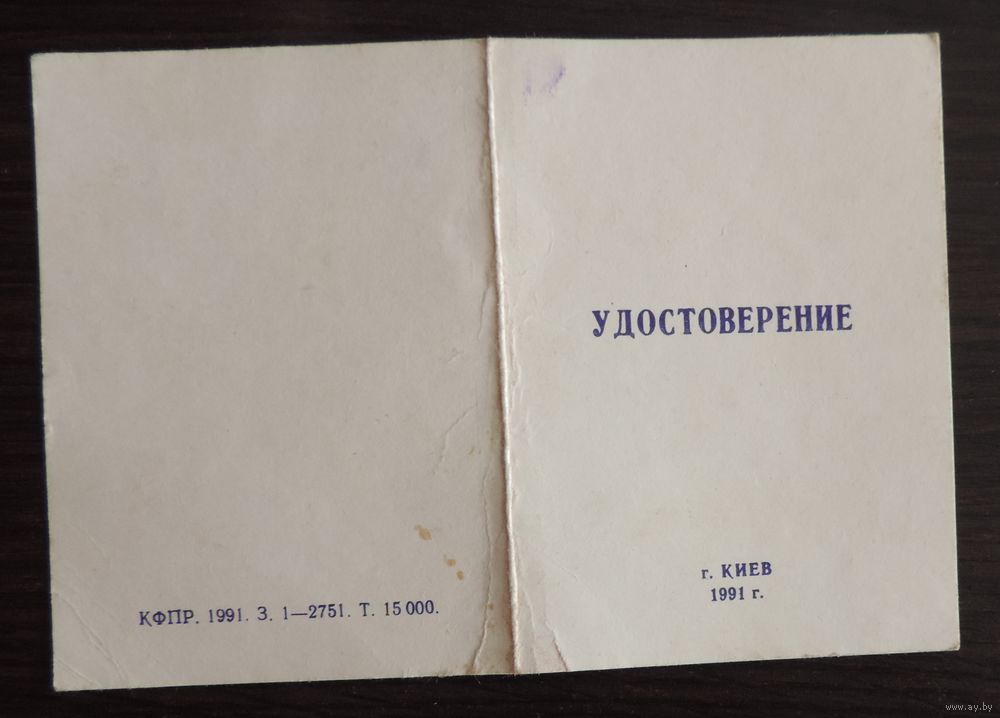 УДОСТОВЕРЕНИЕ
г. КИЕВ
1991 г.
КФПР. 1991. З. 1—2751. Т. 15 000.
www.ay.by